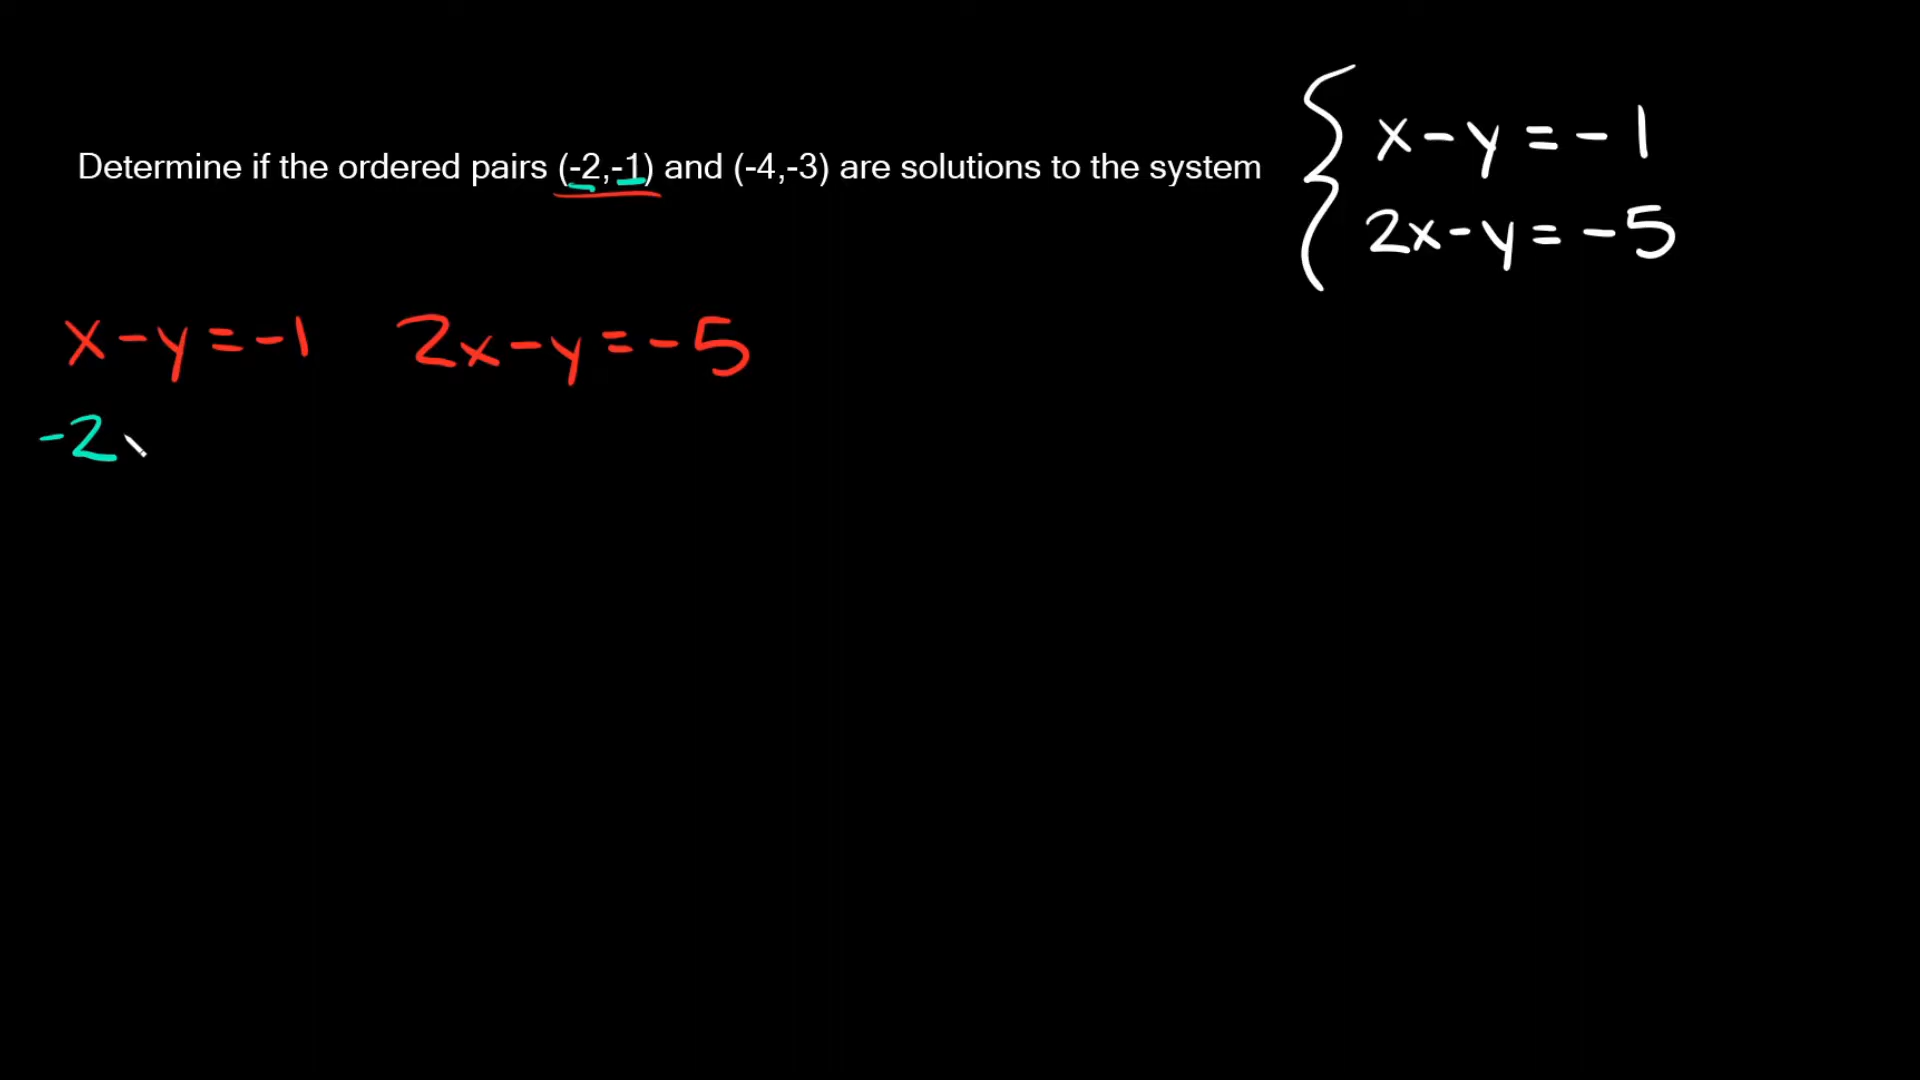 Determine if the ordered pairs (-2,-1) and (-4,-3) are solutions to the system
{ x-y=-1
2x-y=-5
x-y=-1 2x-y=-5
-2